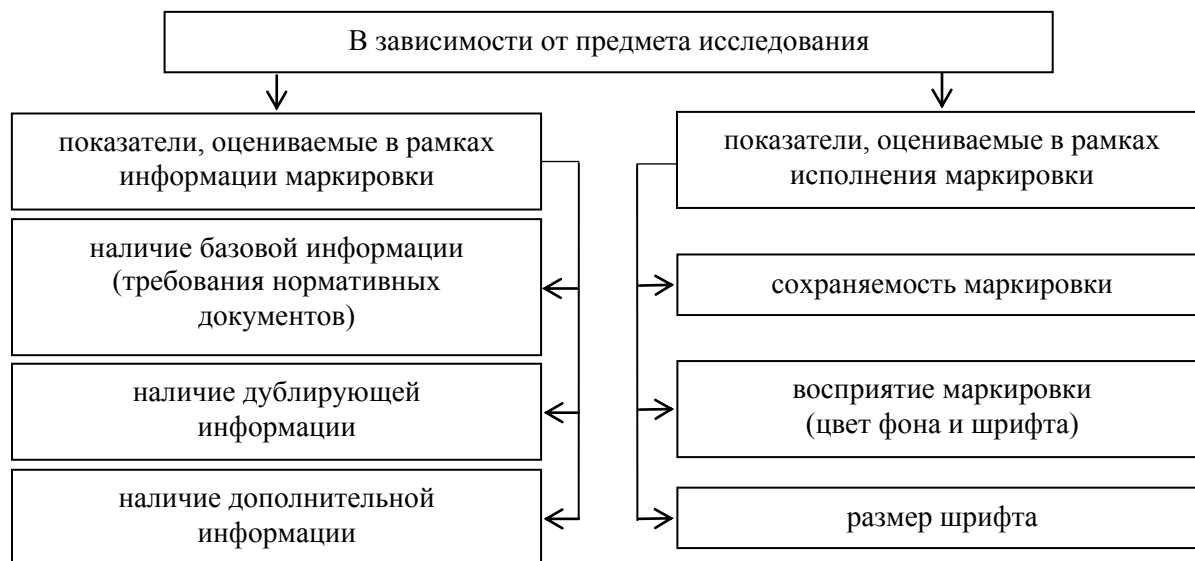 В зависимости от предмета исследования
показатели, оцениваемые в рамках
информации маркировки
наличие базовой информации
(требования нормативных
документов)
наличие дублирующей
информации
наличие дополнительной
информации
показатели, оцениваемые в рамках
исполнения маркировки
сохраняемость маркировки
восприятие маркировки
(цвет фона и шрифта)
размер шрифта